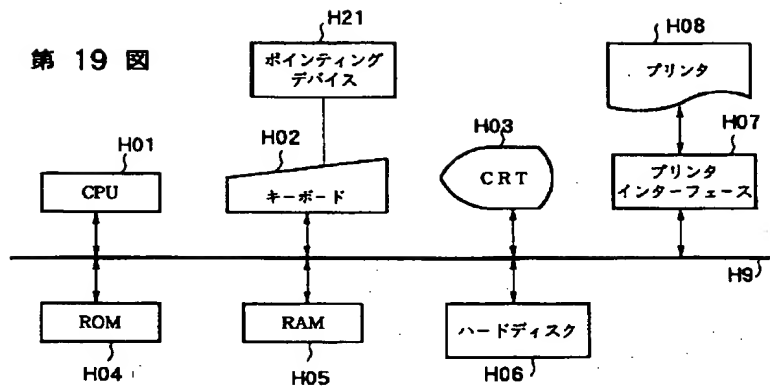 第 19 図
H21
ポインティング
デバイス
H08
プリンタ
H01
CPU
H02
キーボード
H03
CRT
H07
プリンタ
インターフェース
H9
ROM
H04
RAM
H05
ハードディスク
H06